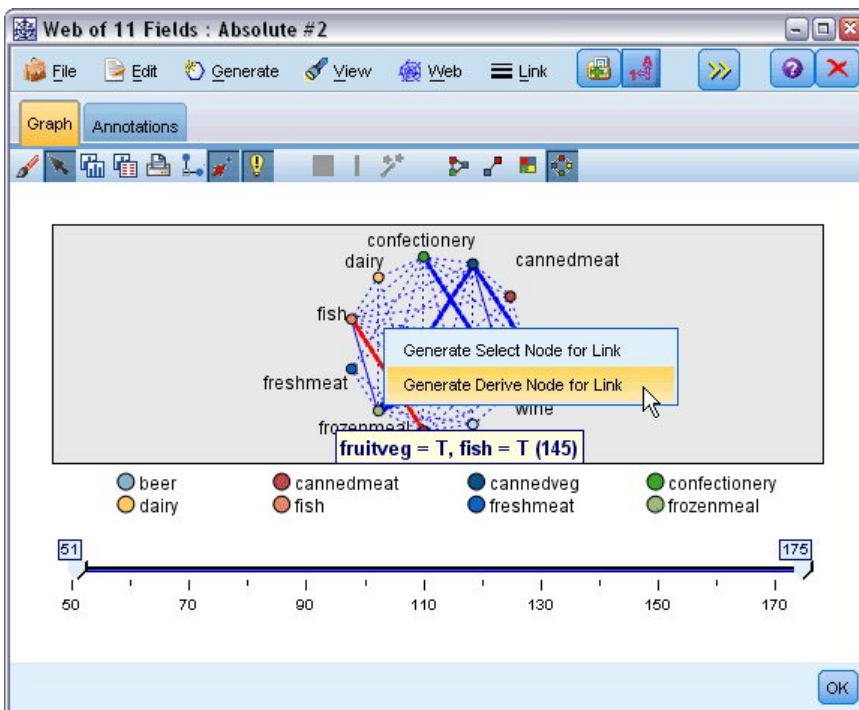 Web of 11 Fields : Absolute #2
File Edit Generate View Web Link
Graph Annotations
confectionery
dairy cannedmeat
fish
Generate Select Node for Link
freshmeat Generate Derive Node for Link
wine
frozenmeal
fruitveg = T, fish = T (145)
beer cannedmeat cannedveg confectionery
dairy fish freshmeat frozenmeal
51 175
50 70 90 110 130 150 170
OK